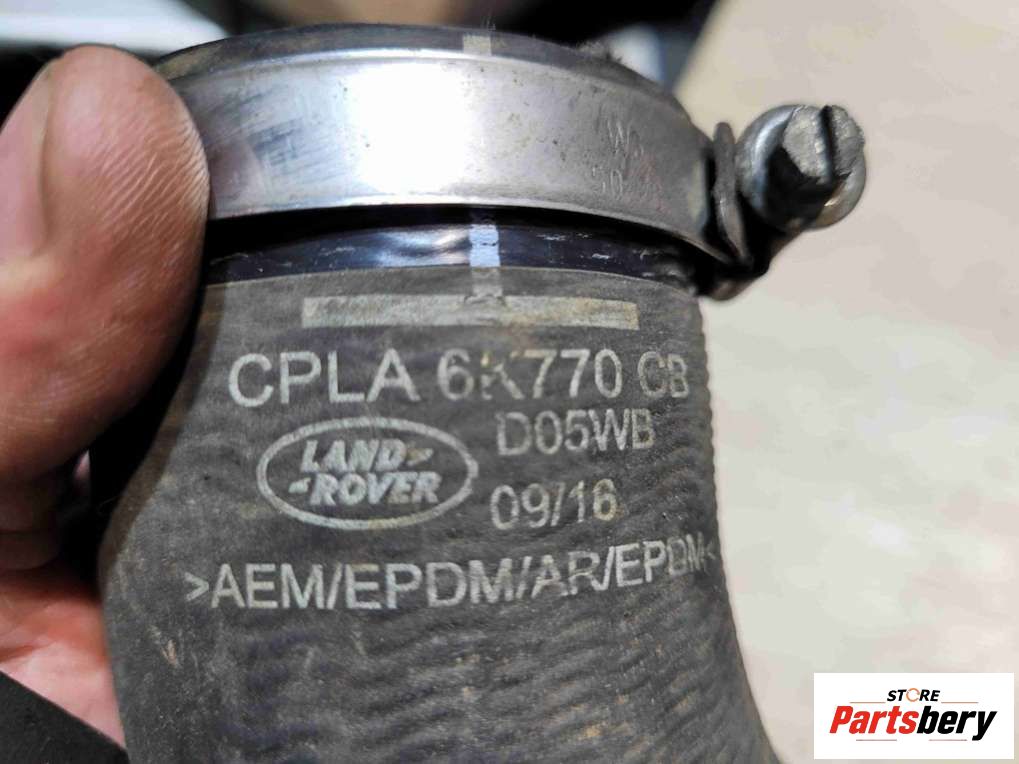 CPLA 6K770 CB
D05WB
LAND
ROVER
09/16
>AEM/EPDM/AR/EPDM<
STORE
Partsbery